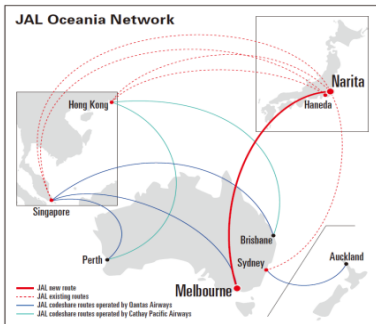 JAL Oceania Network
Narita
Haneda
Hong Kong
Singapore
Brisbane
Perth
Sydney
Auckland
Melbourne
JAL new route
JAL existing routes
JAL codeshare routes operated by Qantas Airways
JAL codeshare routes operated by Cathay Pacific Airways